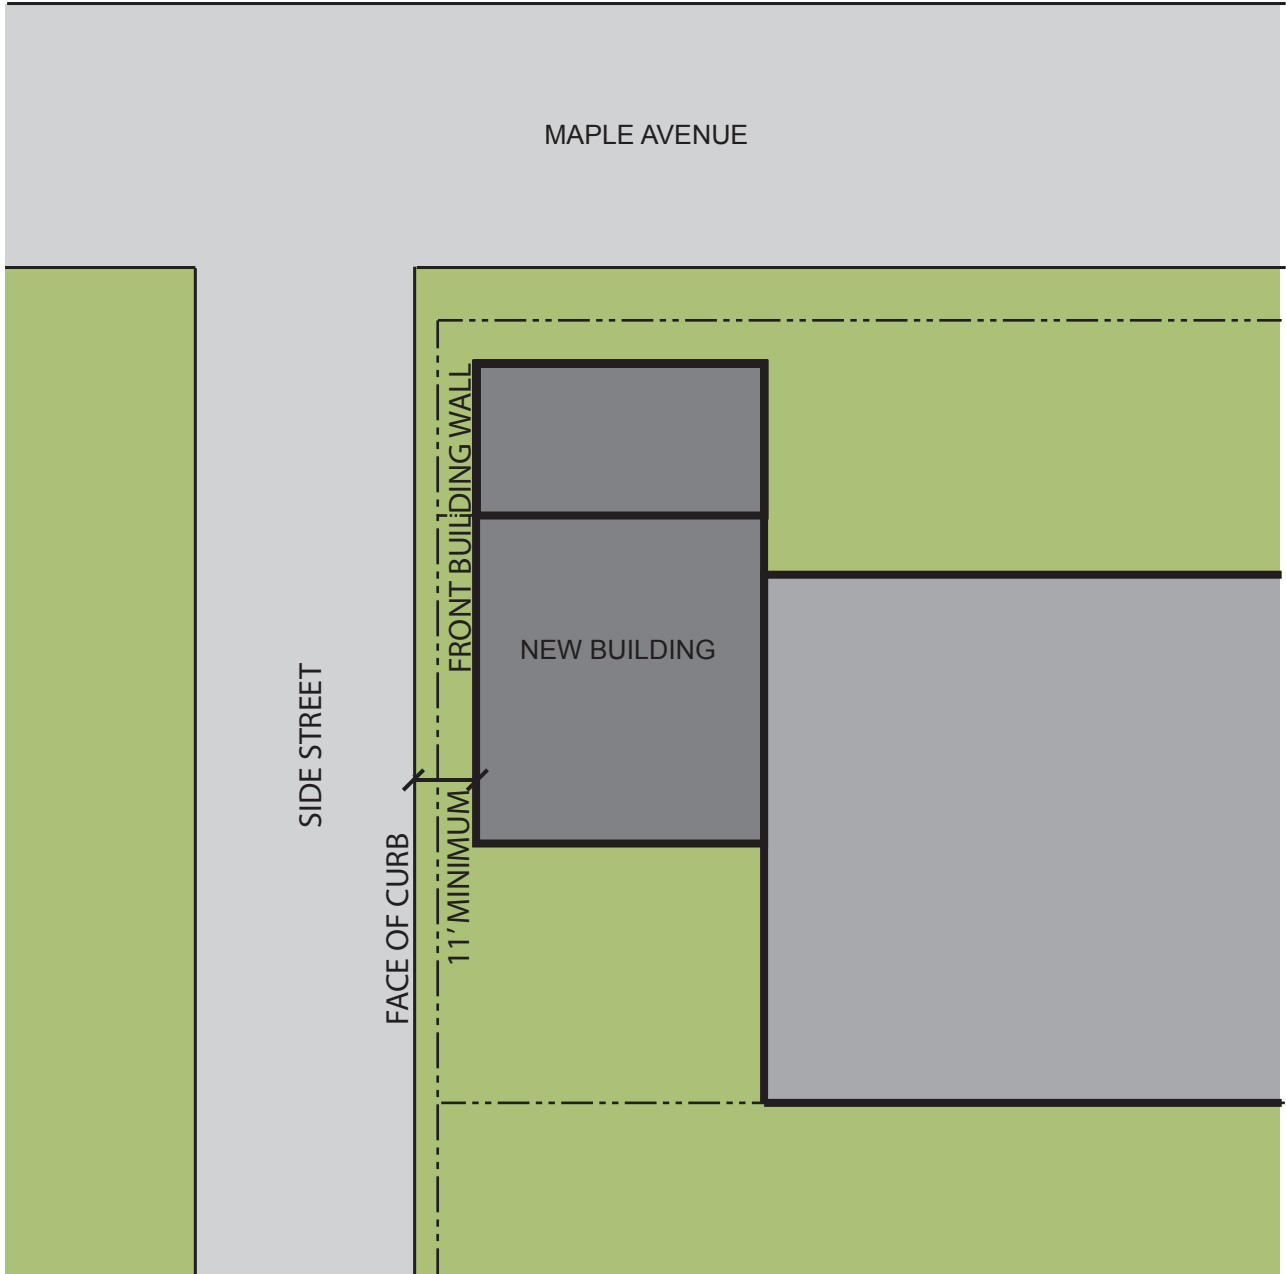 MAPLE AVENUE
FRONT BUILDING WALL
NEW BUILDING
SIDE STREET
11' MINIMUM
FACE OF CURB